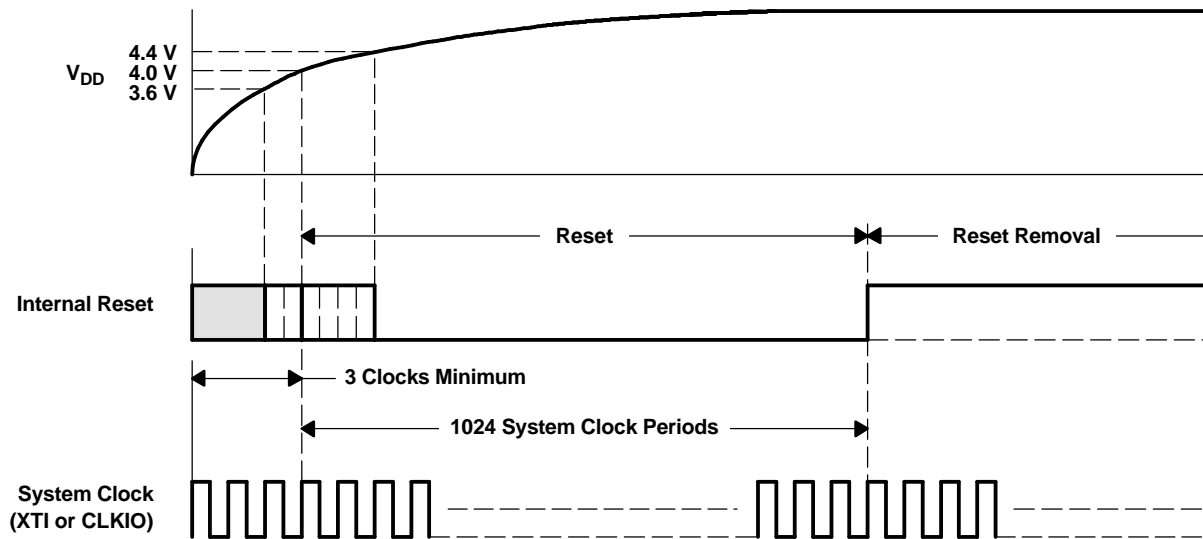 4.4 V
V_DD 4.0 V
3.6 V
Reset
Reset Removal
Internal Reset
3 Clocks Minimum
1024 System Clock Periods
System Clock
(XTI or CLKIO)